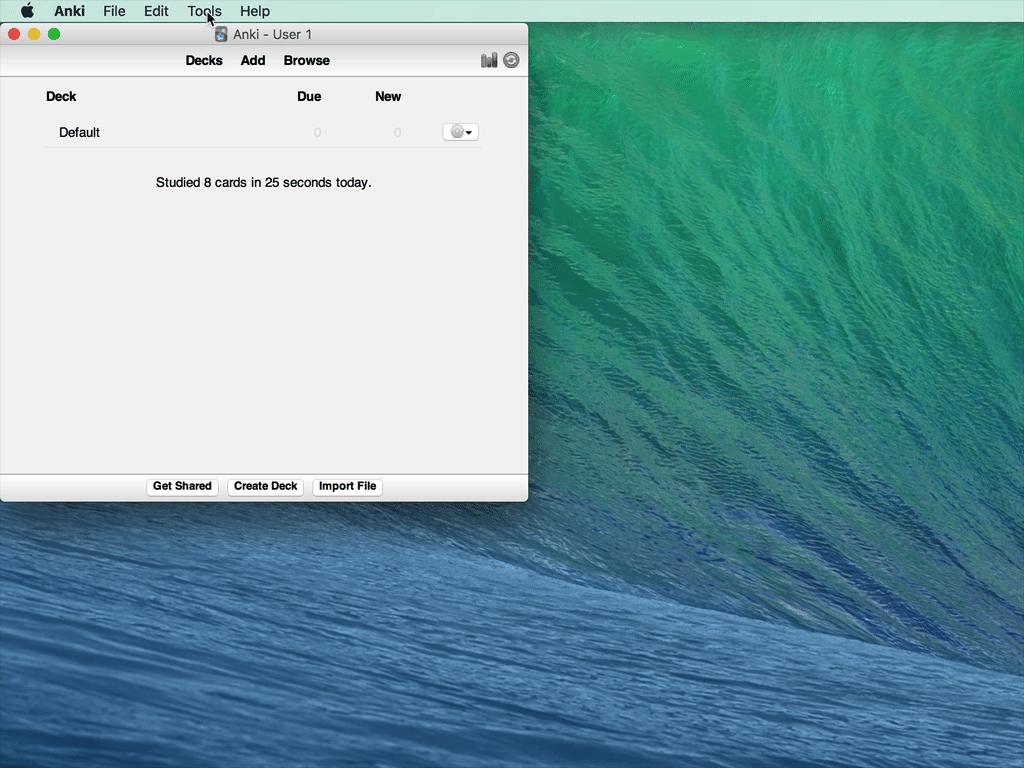 Anki File Edit Tools Help
Anki - User 1
Decks Add Browse
Deck Due New
Default 0 0
Studied 8 cards in 25 seconds today.
Get Shared Create Deck Import File